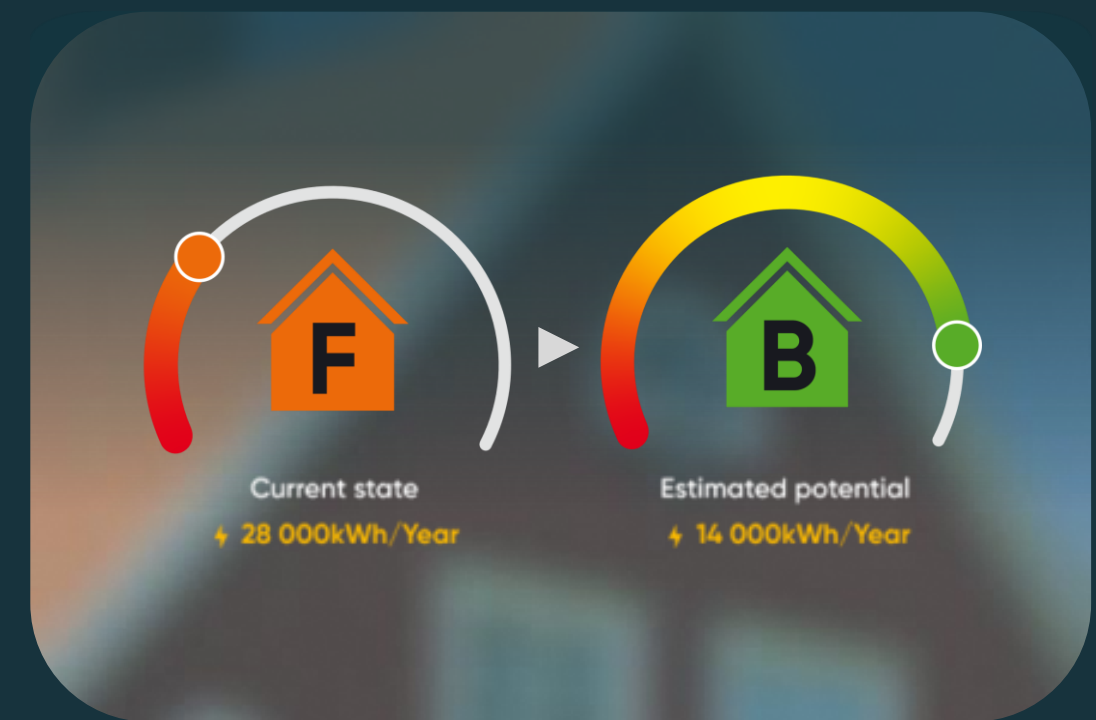 F
B
Current state
Estimated potential
28 000kWh/Year
14 000kWh/Year